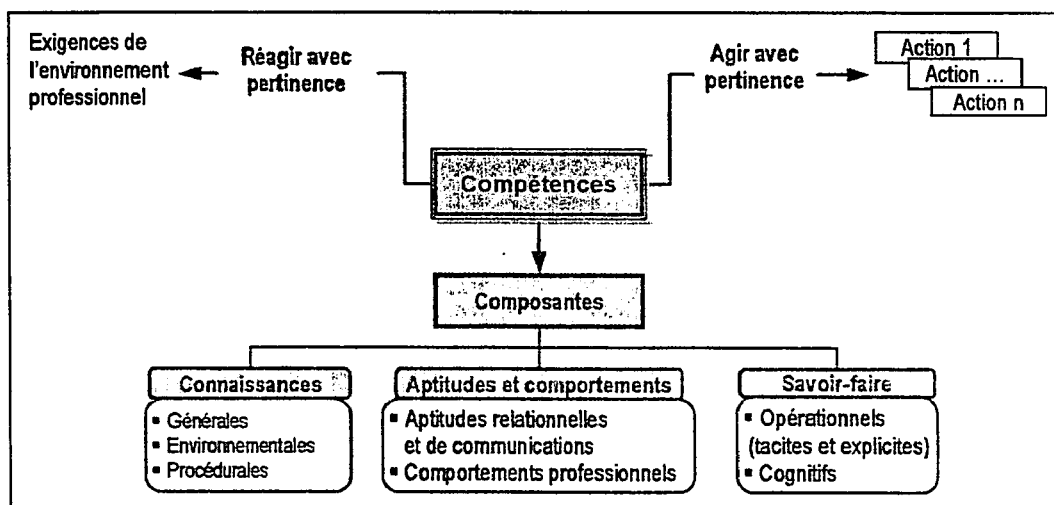 Exigences de
l'environnement
professionnel
Réagir avec
pertinence
Agir avec
pertinence
Action 1
Action ...
Action n
Compétences
Composantes
Connaissances
▪ Générales
▪ Environnementales
▪ Procédurales
Aptitudes et comportements
▪ Aptitudes relationnelles
et de communications
▪ Comportements professionnels
Savoir-faire
▪ Opérationnels
(tacites et explicites)
▪ Cognitifs